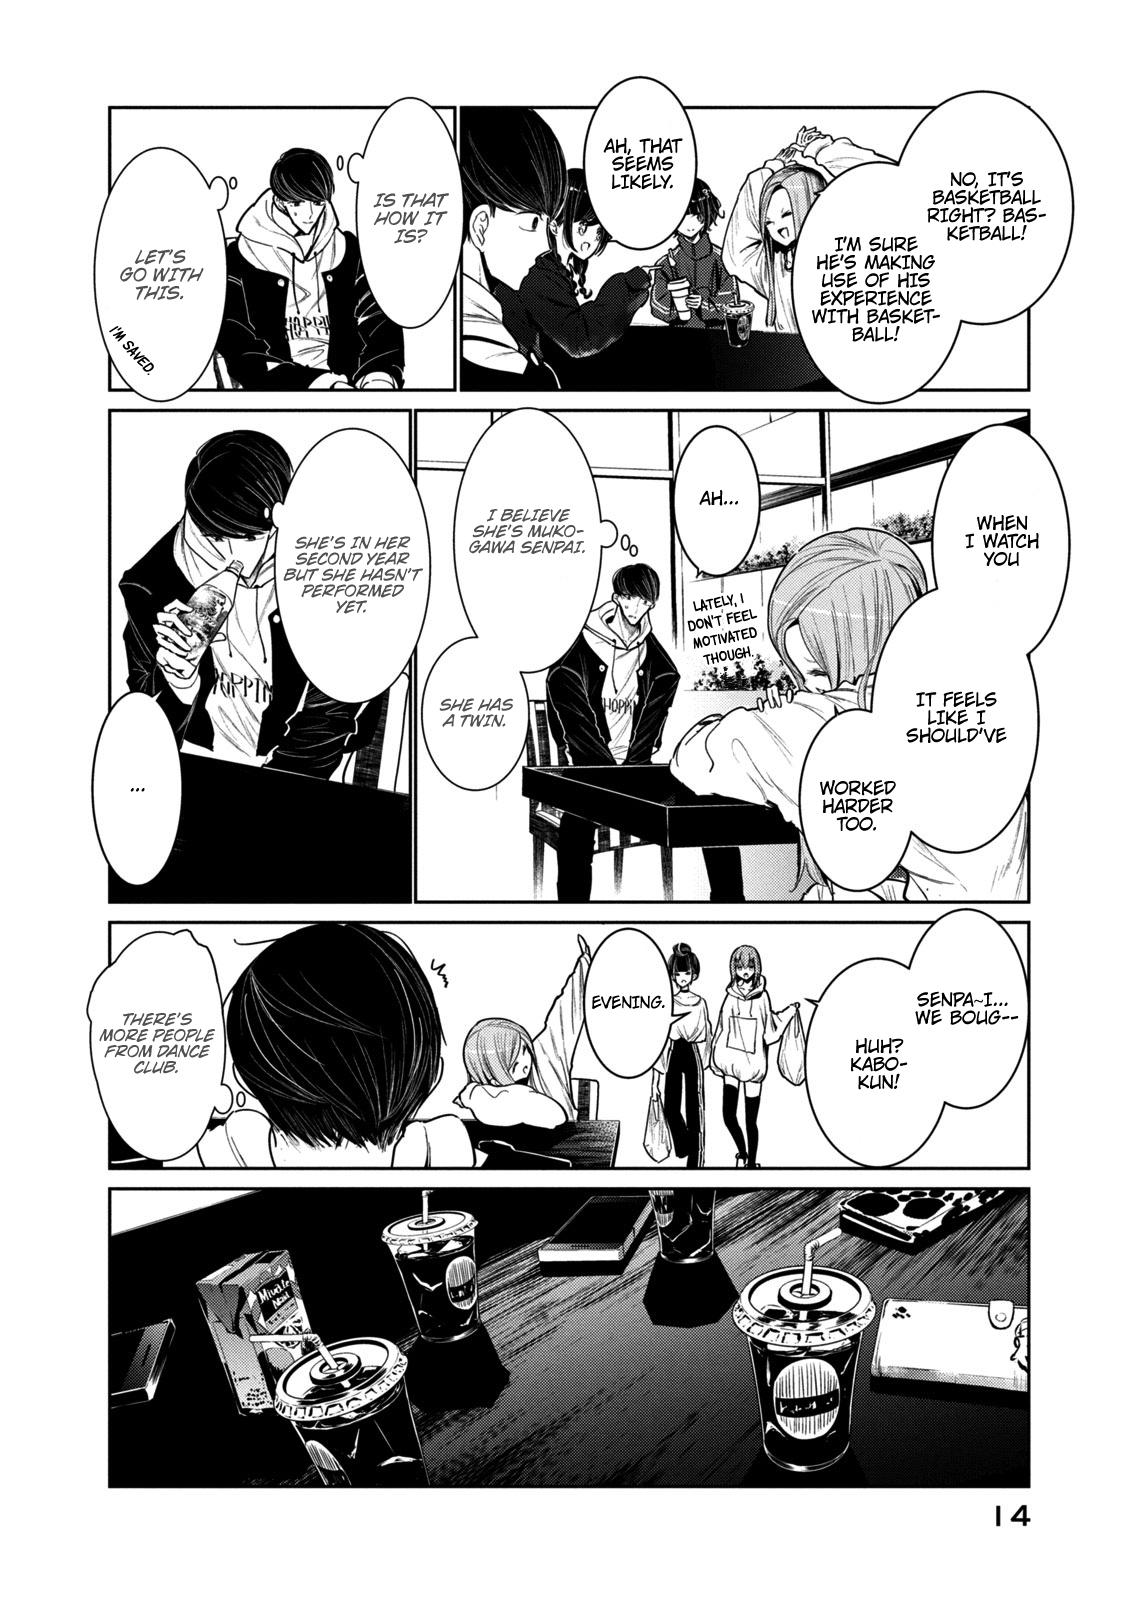 NO, IT'S
BASKETBALL
RIGHT? BAS-
KETBALL!
I'M SURE
HE'S MAKING
USE OF HIS
EXPERIENCE
WITH BASKET-
BALL!
AH, THAT
SEEMS
LIKELY.
IS THAT
HOW IT
IS?
LET'S
GO WITH
THIS.
I'M SAVED.
WHEN
I WATCH
YOU
IT FEELS
LIKE I
SHOULD'VE
WORKED
HARDER
TOO.
AH...
LATELY, I
DON'T FEEL
MOTIVATED
THOUGH.
I BELIEVE
SHE'S MUKO-
GAWA SENPAI.
SHE HAS
A TWIN.
SHE'S IN HER
SECOND YEAR
BUT SHE HASN'T
PERFORMED
YET.
...
SENPA~I...
WE BOUG--
HUH?
KABO-
KUN!
EVENING.
THERE'S
MORE PEOPLE
FROM DANCE
CLUB.
14